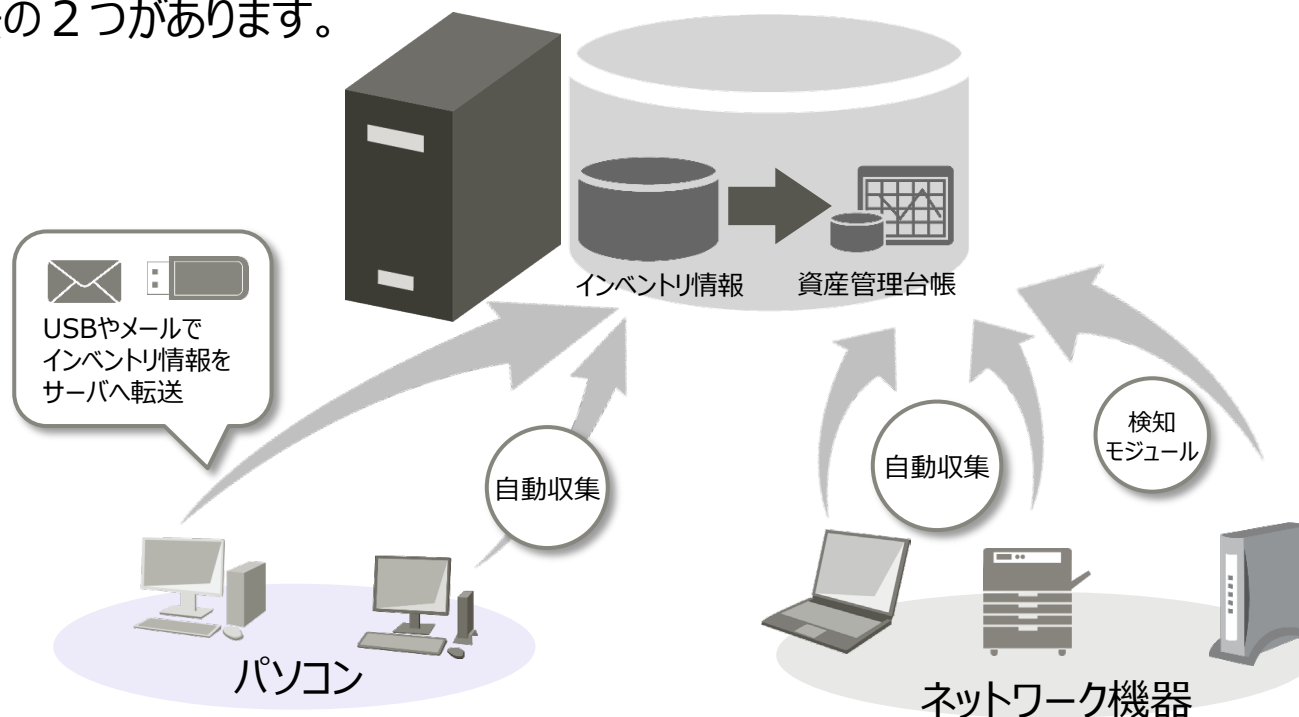 の２つがあります。
インベントリ情報
資産管理台帳
USBやメールで
インベントリ情報を
サーバへ転送
自動収集
自動収集
検知
モジュール
パソコン
ネットワーク機器